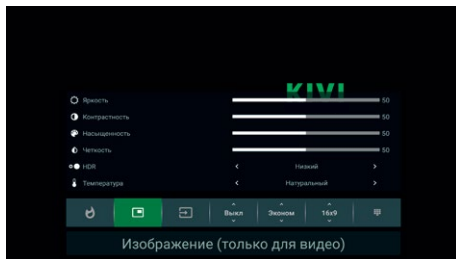 KIVI
Яркость 50
Контрастность 50
Насыщенность 50
Четкость 50
HDR < Низкий >
Температура < Натуральный >
Выкл Эконом 16x9
Изображение (только для видео)